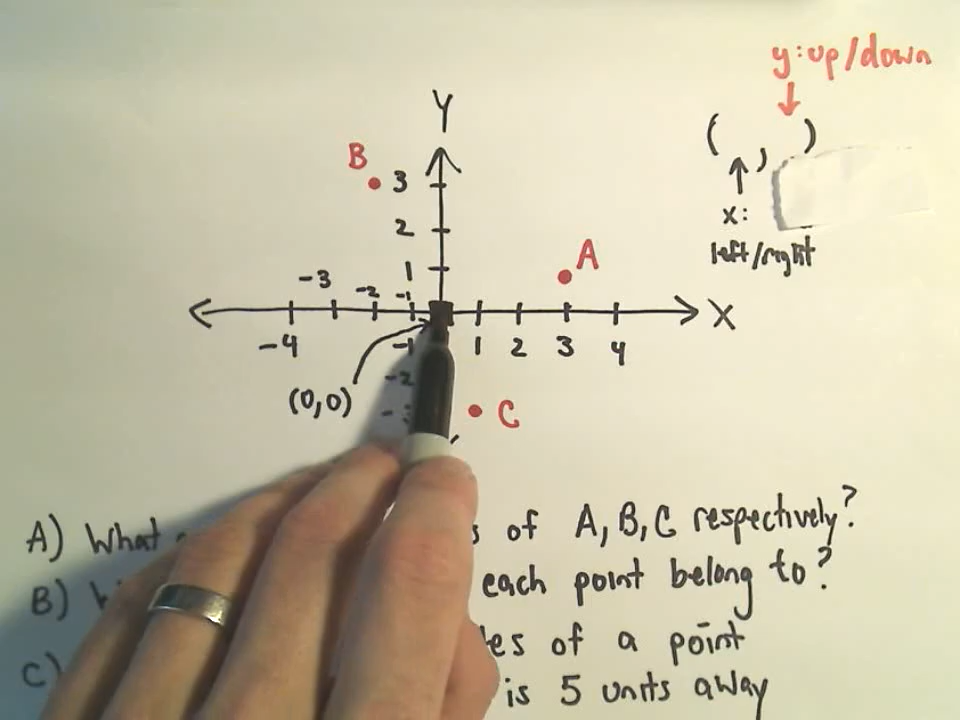 y: up/down
Y
( , )
B
3
x:
2
left/right
A
1
-3
-2
-1
X
-4
-1
1
2
3
4
-2
(0,0)
C
A) What of A, B, C respectively?
B) each point belong to?
C) of a point
is 5 units away